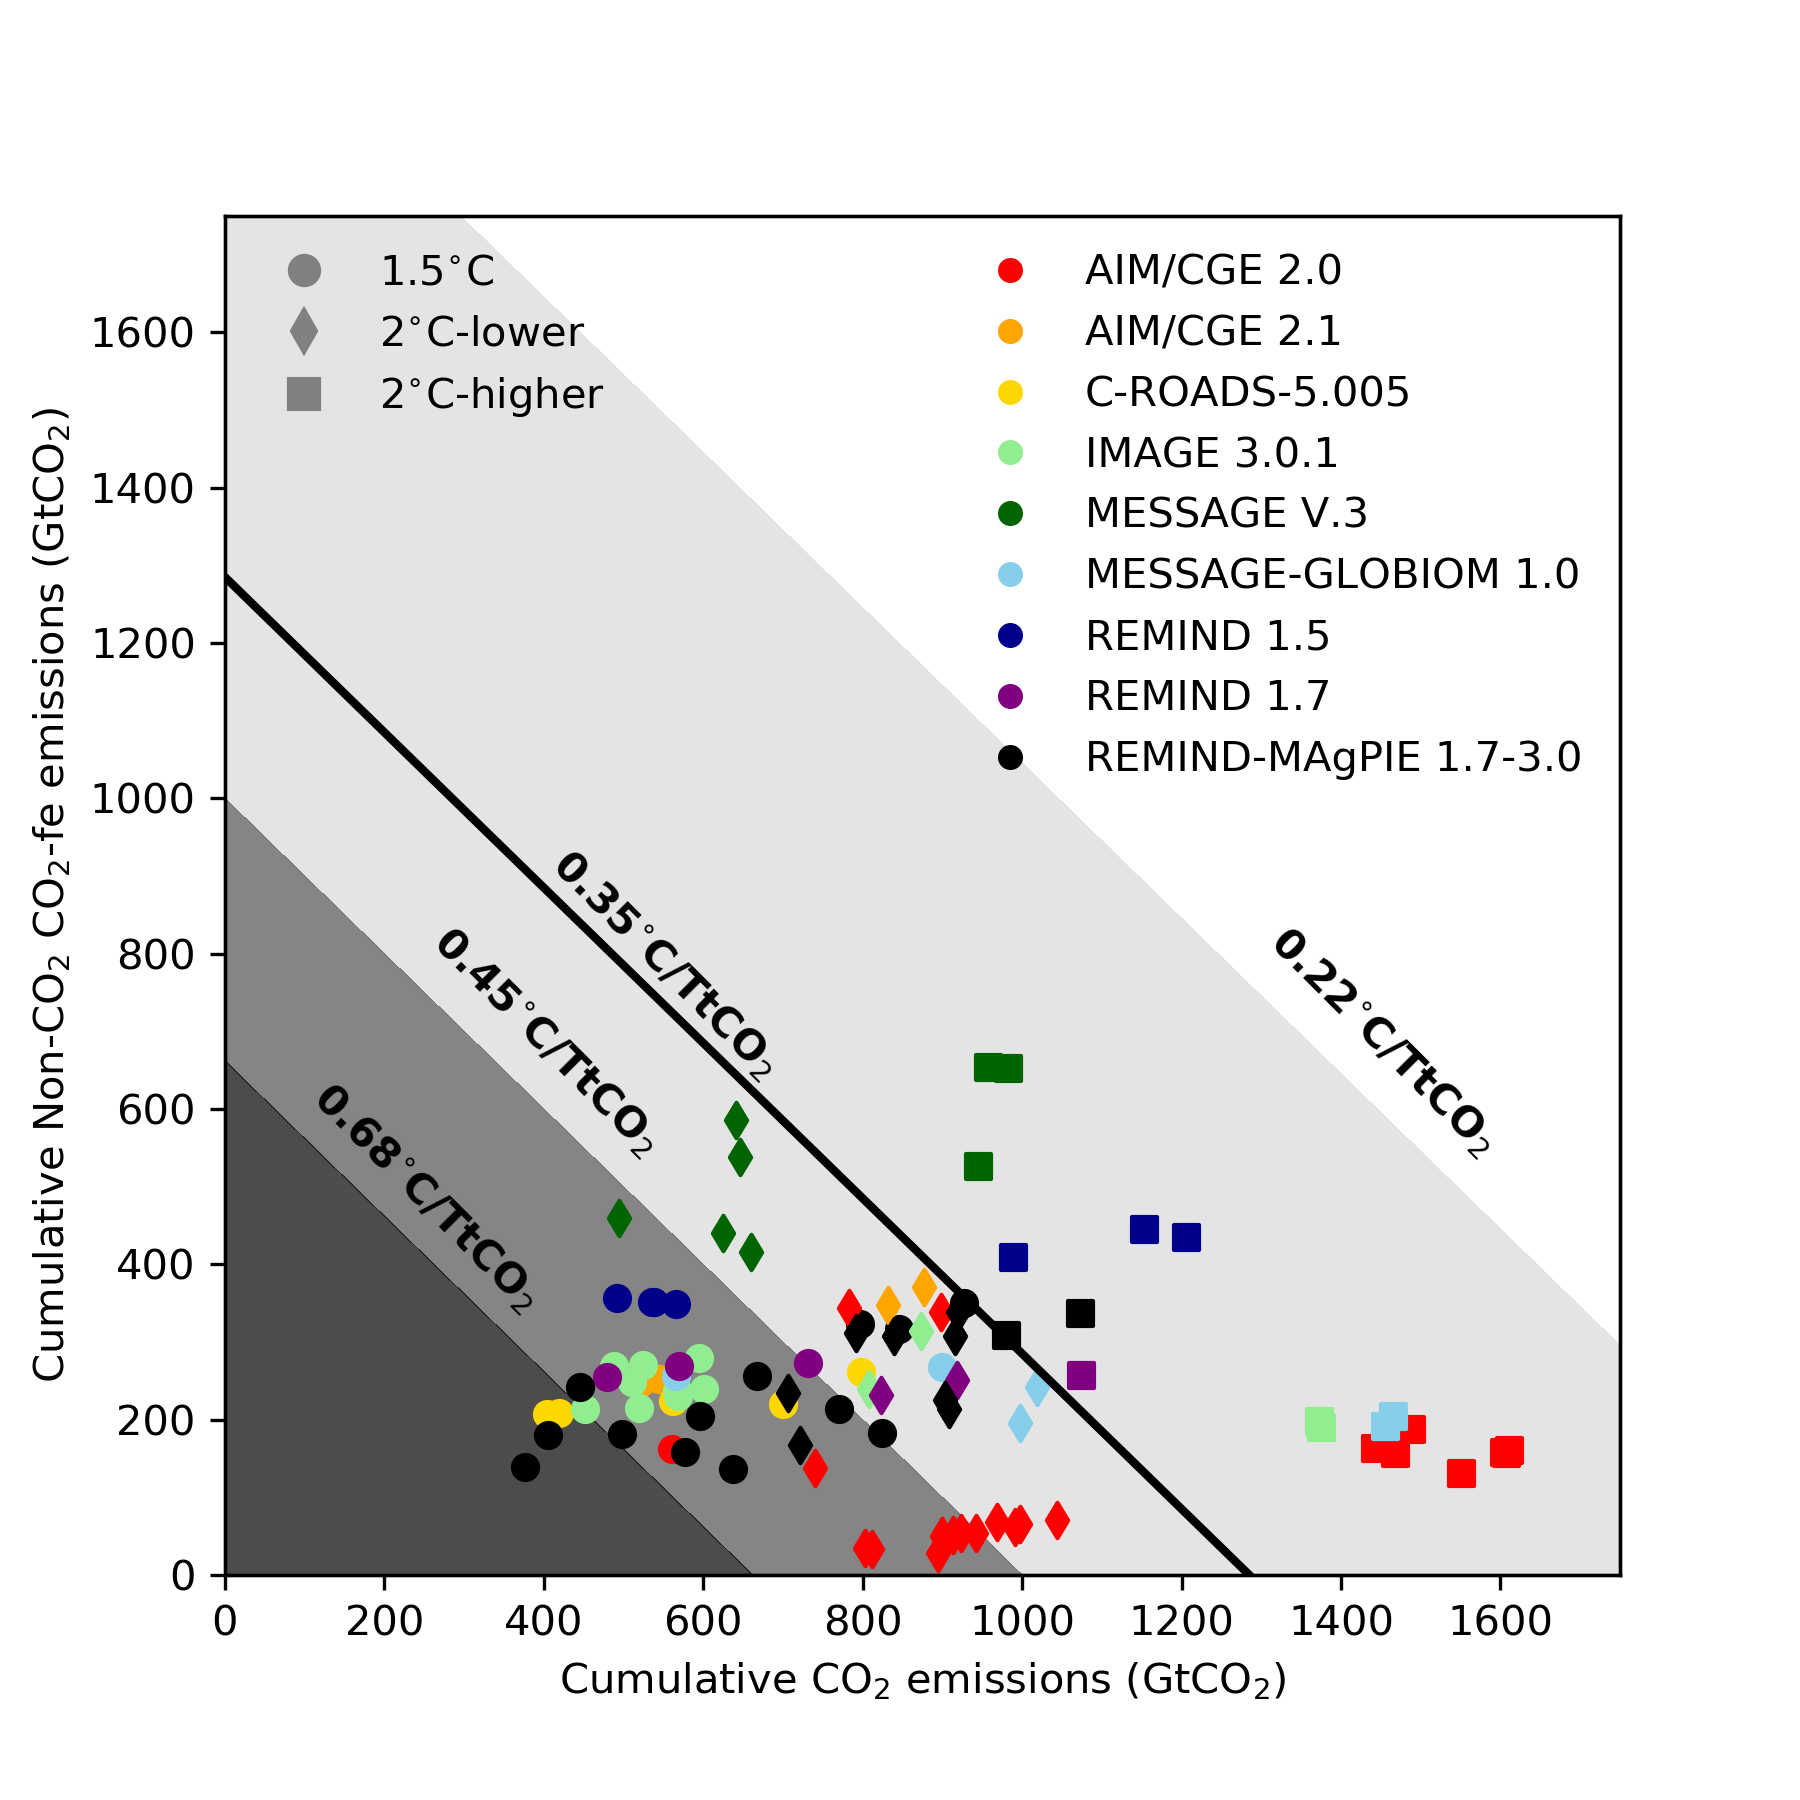 1.5°C
2°C-lower
2°C-higher
AIM/CGE 2.0
AIM/CGE 2.1
C-ROADS-5.005
IMAGE 3.0.1
MESSAGE V.3
MESSAGE-GLOBIOM 1.0
REMIND 1.5
REMIND 1.7
REMIND-MAgPIE 1.7-3.0
Cumulative Non-CO₂ CO₂-fe emissions (GtCO₂)
1600
1400
1200
1000
800
600
400
200
0
0.35°C/TtCO₂
0.45°C/TtCO₂
0.22°C/TtCO₂
0.68°C/TtCO₂
0 200 400 600 800 1000 1200 1400 1600
Cumulative CO₂ emissions (GtCO₂)